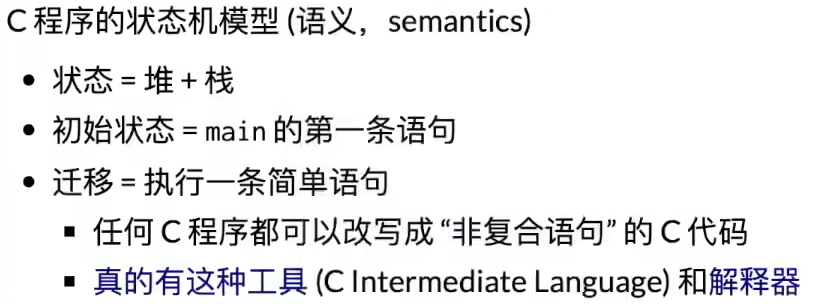 C 程序的状态机模型 (语义，semantics)
• 状态 = 堆 + 栈
• 初始状态 = main 的第一条语句
• 迁移 = 执行一条简单语句
▪ 任何 C 程序都可以改写成 “非复合语句” 的 C 代码
▪ 真的有这种工具 (C Intermediate Language) 和解释器